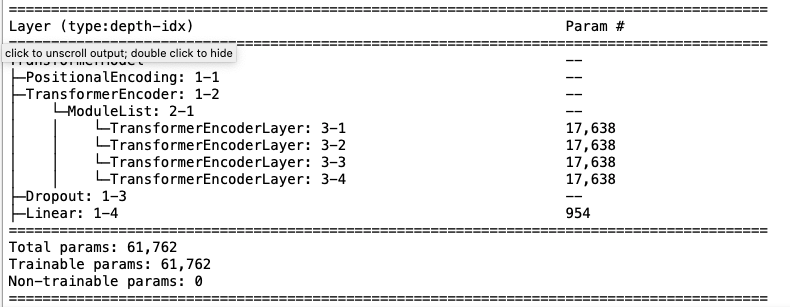 ==========================================================================================
Layer (type:depth-idx)                                            Param #
==========================================================================================
click to unscroll output; double click to hide
TransformerModel                                                  --
├─PositionalEncoding: 1-1                                         --
├─TransformerEncoder: 1-2                                         --
│    └─ModuleList: 2-1                                            --
│    │    └─TransformerEncoderLayer: 3-1                          17,638
│    │    └─TransformerEncoderLayer: 3-2                          17,638
│    │    └─TransformerEncoderLayer: 3-3                          17,638
│    │    └─TransformerEncoderLayer: 3-4                          17,638
├─Dropout: 1-3                                                    --
├─Linear: 1-4                                                     954
==========================================================================================
Total params: 61,762
Trainable params: 61,762
Non-trainable params: 0
==========================================================================================